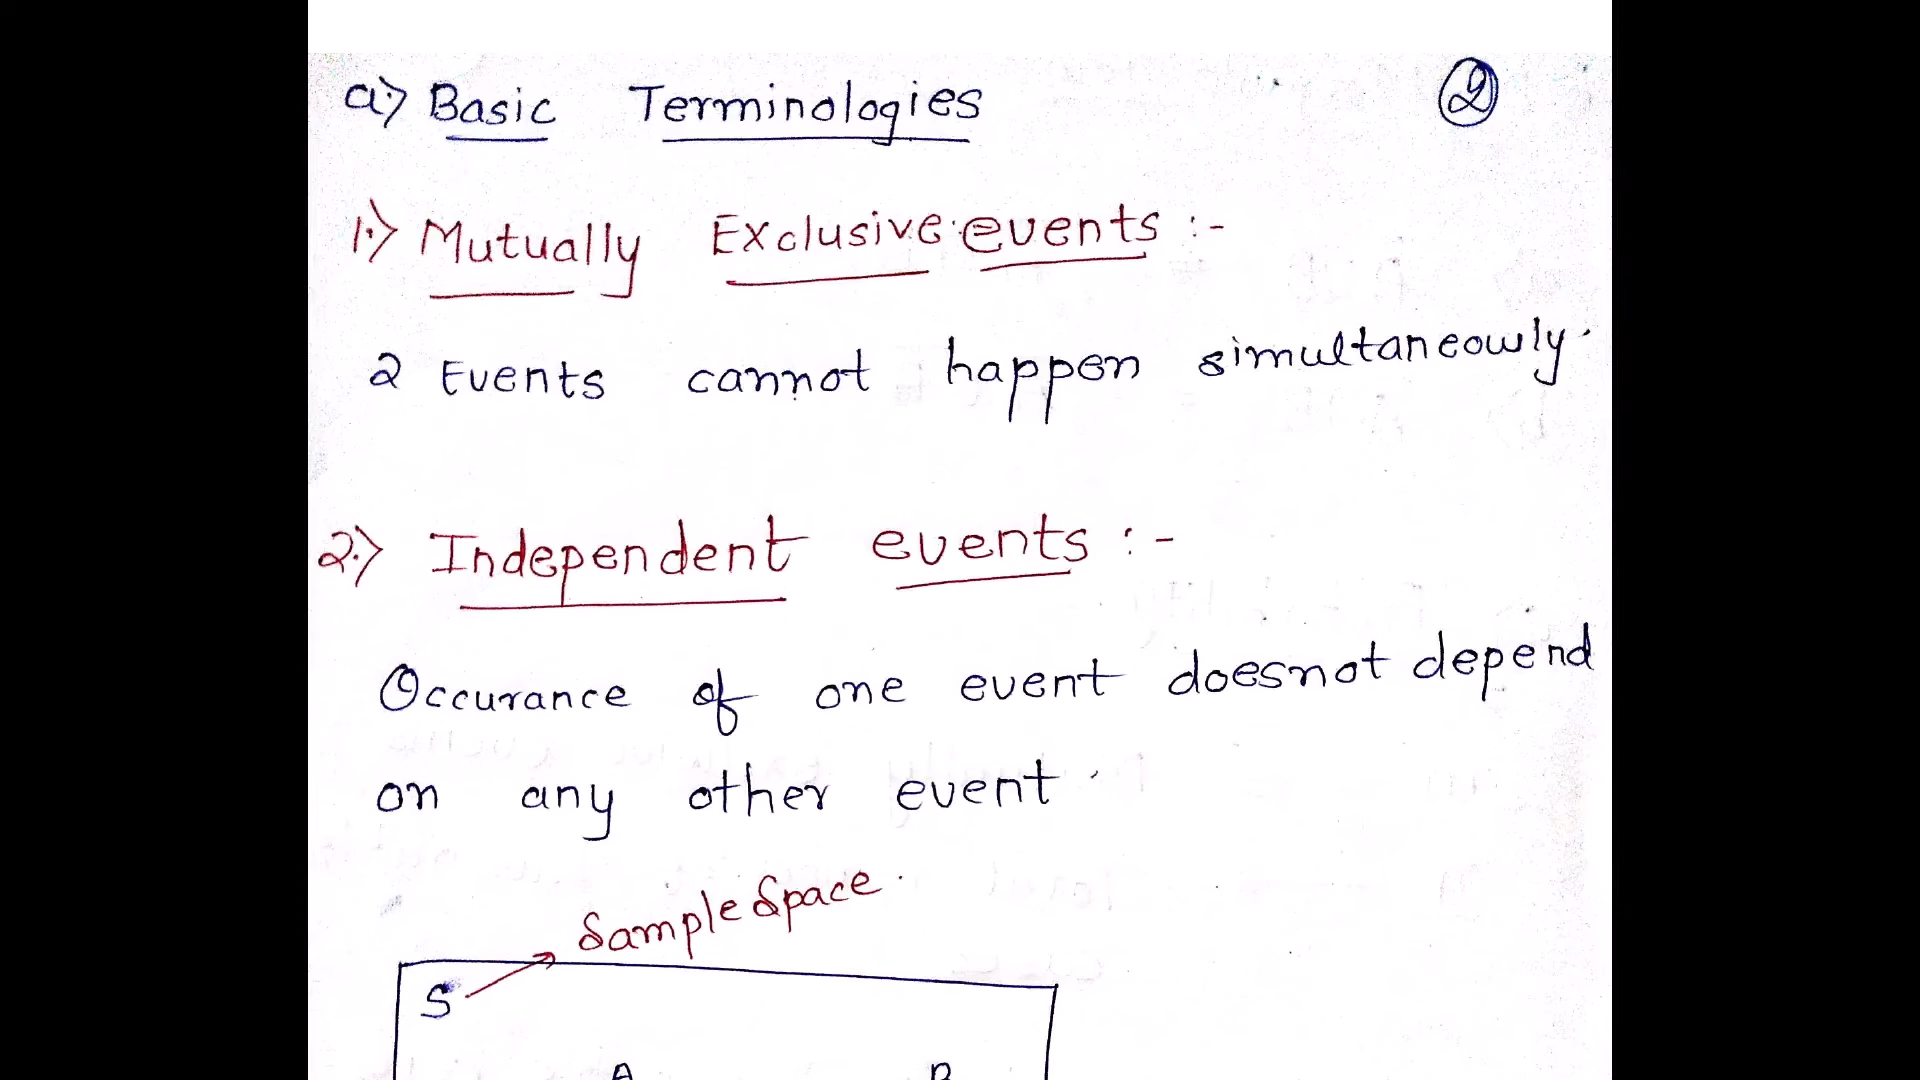 a.) Basic Terminologies
2
1.) Mutually Exclusive events :-
2 Events cannot happen simultaneously.
2.) Independent events :-
Occurance of one event doesnot depend
on any other event.
Sample Space.
S
A B